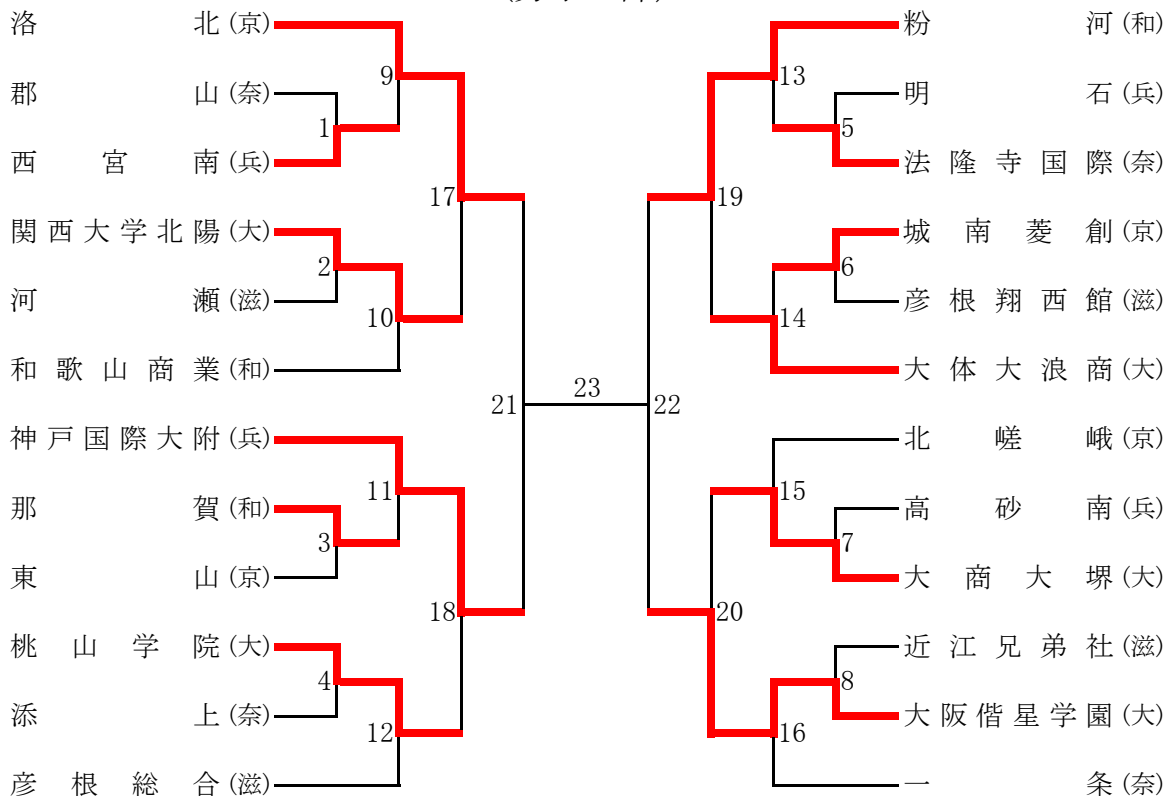 洛北(京)
郡山(奈)
西宮南(兵)
関西大学北陽(大)
河瀬(滋)
和歌山商業(和)
神戸国際大附(兵)
那賀(和)
東山(京)
桃山学院(大)
添上(奈)
彦根総合(滋)
9
1
17
2
10
21
11
3
18
4
12
23
13
5
19
6
14
22
15
7
20
8
16
粉河(和)
明石(兵)
法隆寺国際(奈)
城南菱創(京)
彦根翔西館(滋)
大体大浪商(大)
北嵯峨(京)
高砂南(兵)
大商大堺(大)
近江兄弟社(滋)
大阪偕星学園(大)
一条(奈)